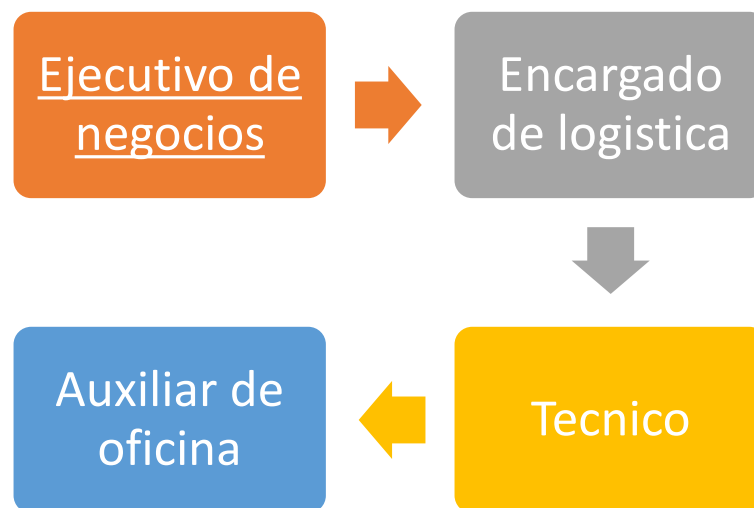 Ejecutivo de
negocios
Encargado
de logistica
Auxiliar de
oficina
Tecnico